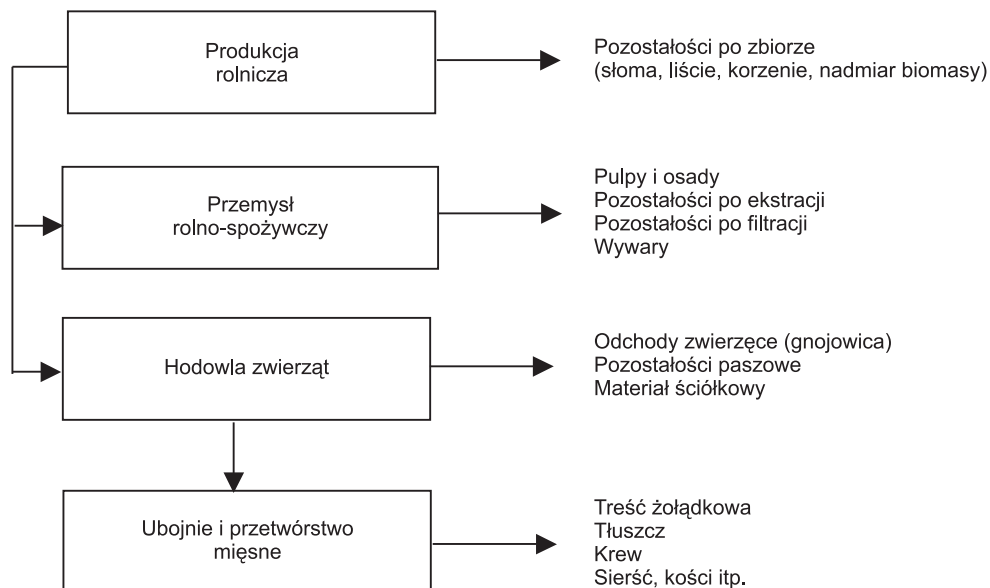 Produkcja
rolnicza
Pozostałości po zbiorze
(słoma, liście, korzenie, nadmiar biomasy)
Przemysł
rolno-spożywczy
Pulpy i osady
Pozostałości po ekstracji
Pozostałości po filtracji
Wywary
Hodowla zwierząt
Odchody zwierzęce (gnojowica)
Pozostałości paszowe
Materiał ściółkowy
Ubojnie i przetwórstwo
mięsne
Treść żołądkowa
Tłuszcz
Krew
Sierść, kości itp.